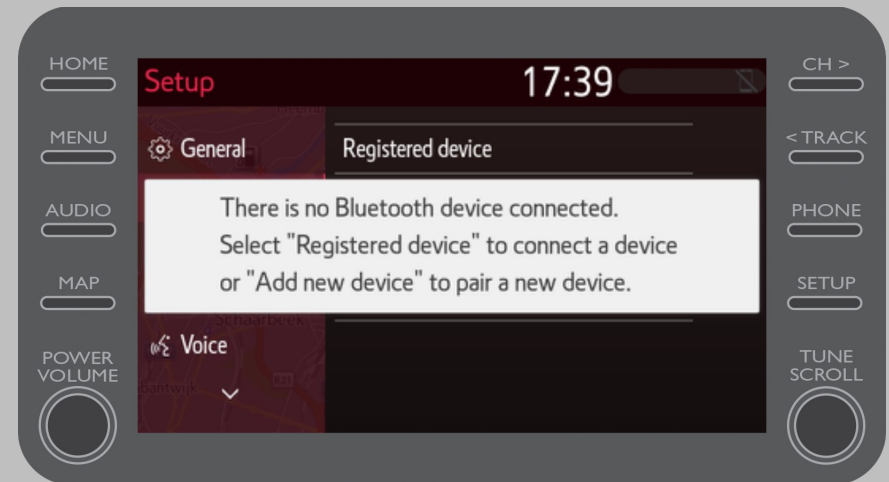 HOME
CH >
Setup
17:39
MENU
< TRACK
General
Registered device
AUDIO
PHONE
There is no Bluetooth device connected.
Select "Registered device" to connect a device
or "Add new device" to pair a new device.
MAP
SETUP
Schaarbeek
Voice
R21
POWER
VOLUME
TUNE
SCROLL